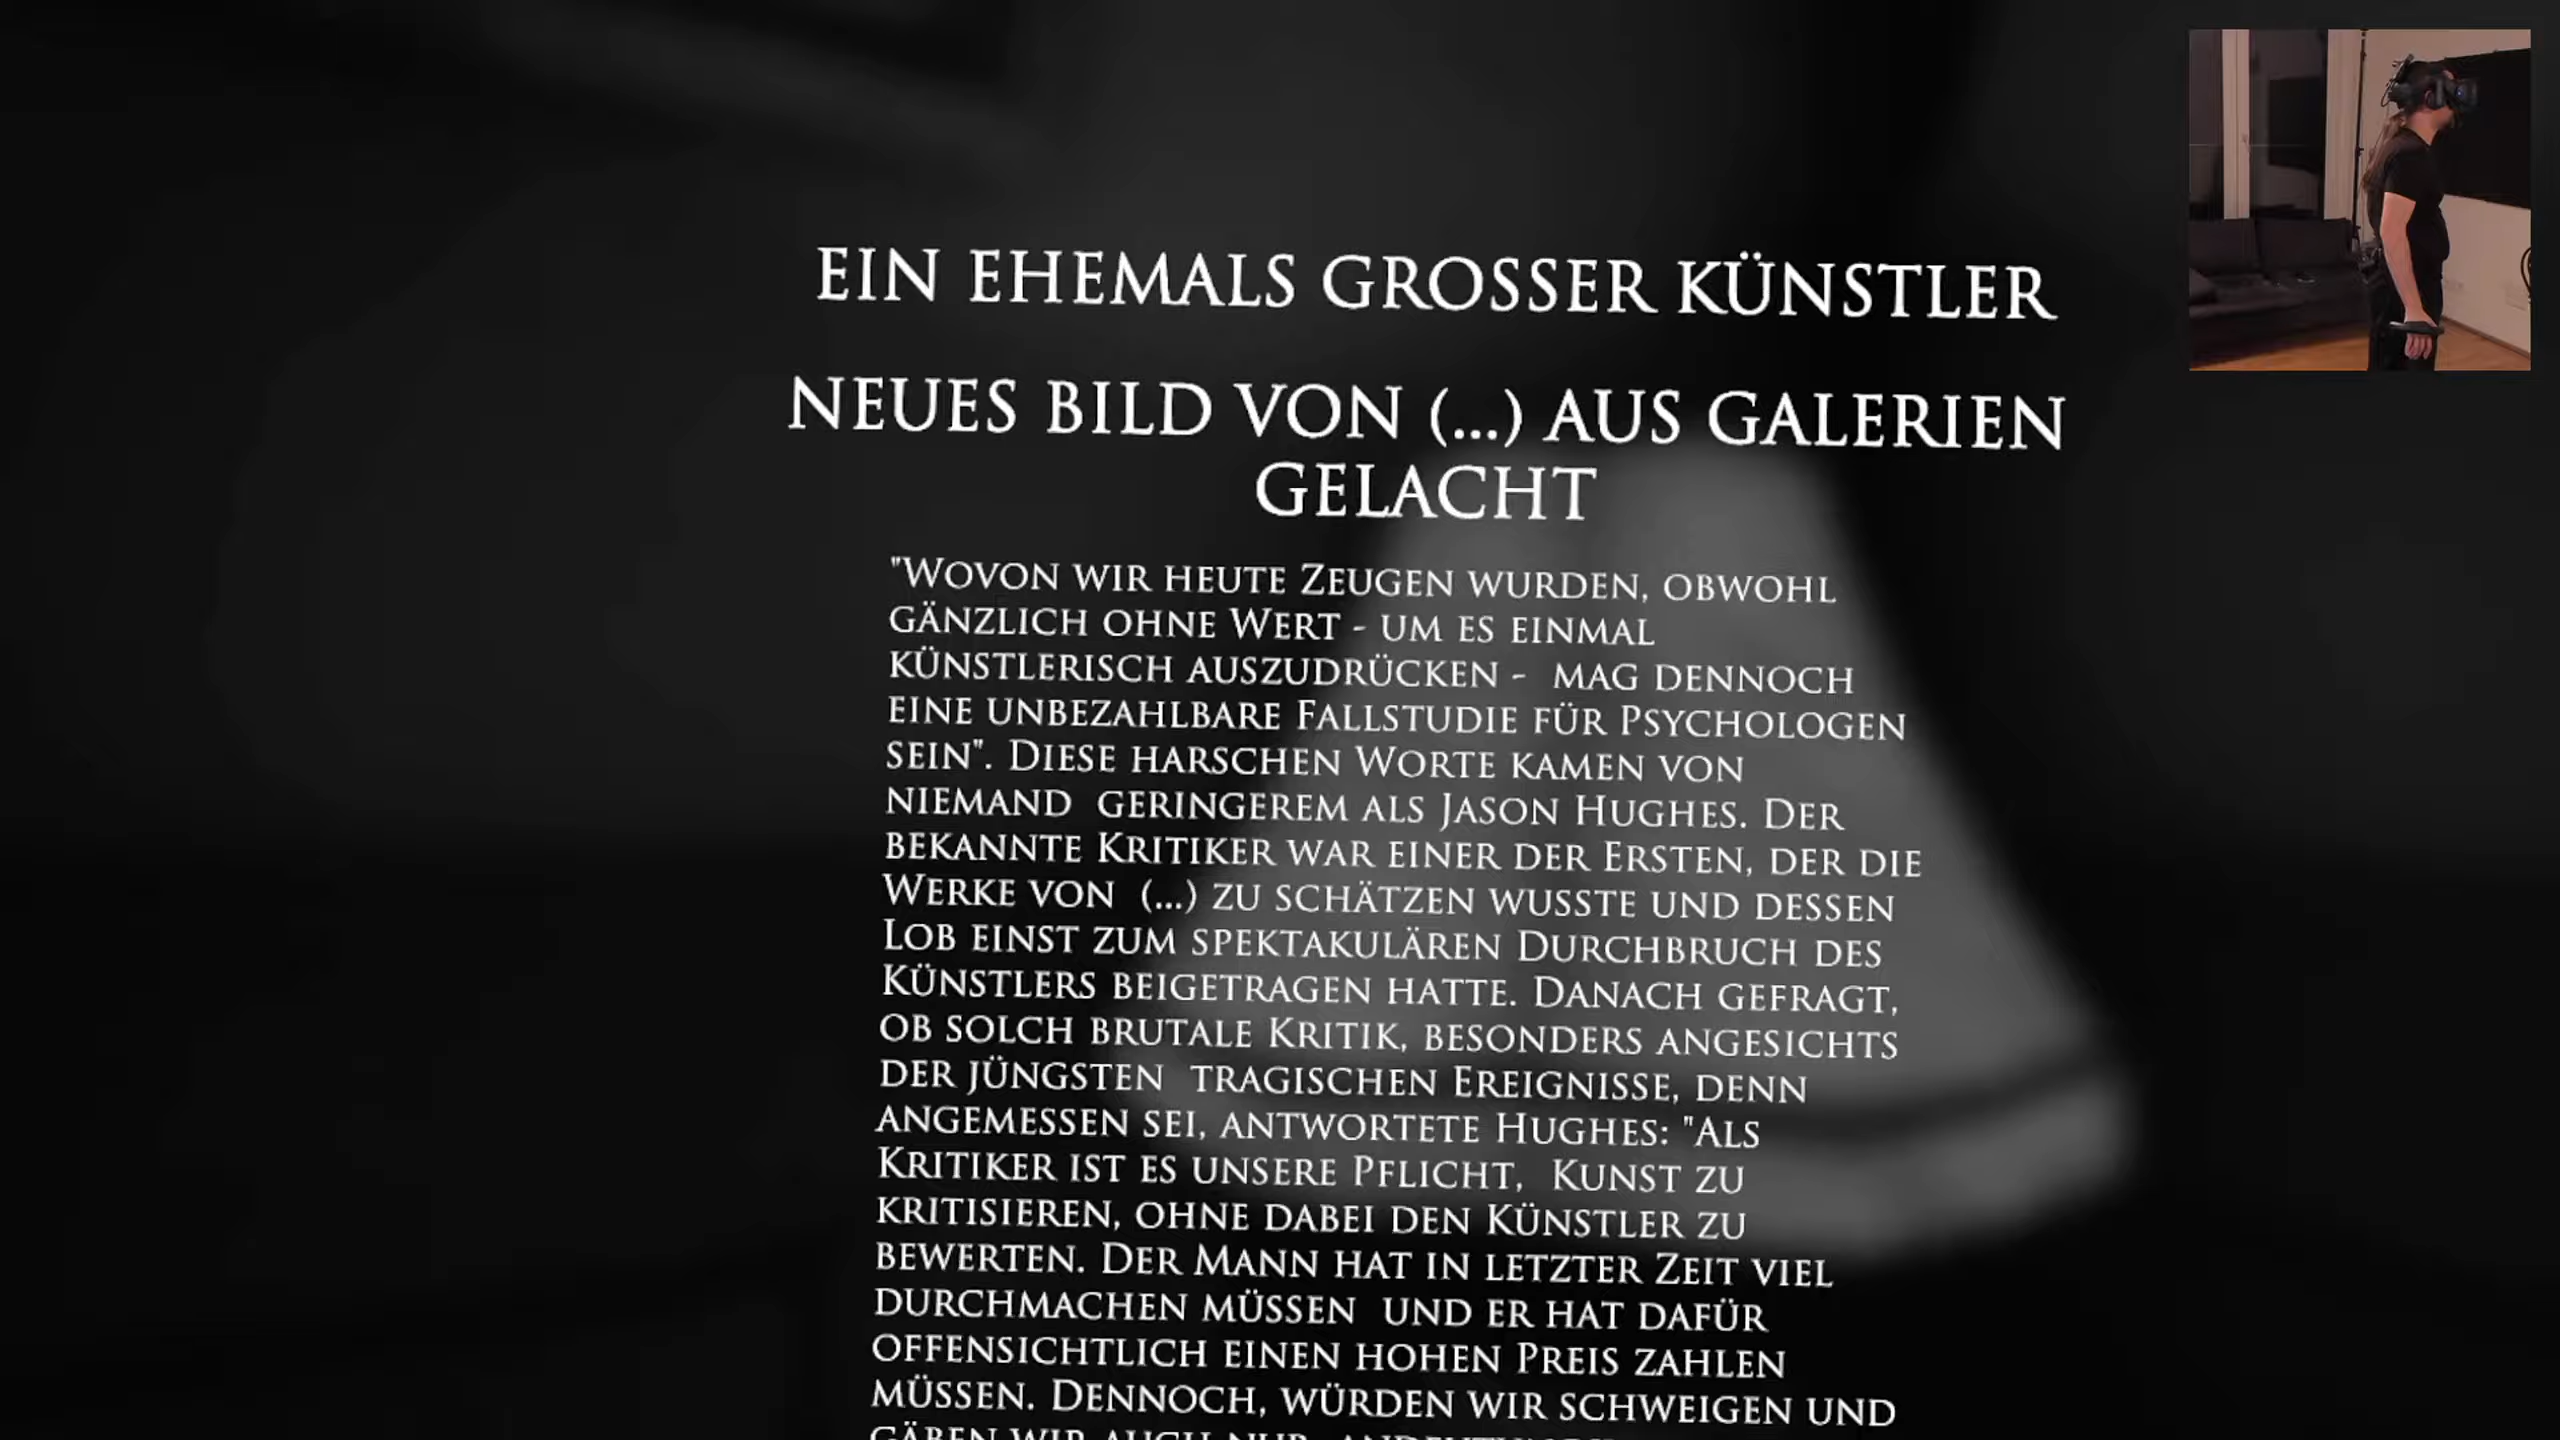 EIN EHEMALS GROSSER KÜNSTLER
NEUES BILD VON (...) AUS GALERIEN
GELACHT
"WOVON WIR HEUTE ZEUGEN WURDEN, OBWOHL
GÄNZLICH OHNE WERT - UM ES EINMAL
KÜNSTLERISCH AUSZUDRÜCKEN - MAG DENNOCH
EINE UNBEZAHLBARE FALLSTUDIE FÜR PSYCHOLOGEN
SEIN". DIESE HARSCHEN WORTE KAMEN VON
NIEMAND GERINGEREM ALS JASON HUGHES. DER
BEKANNTE KRITIKER WAR EINER DER ERSTEN, DER DIE
WERKE VON (...) ZU SCHÄTZEN WUSSTE UND DESSEN
LOB EINST ZUM SPEKTAKULÄREN DURCHBRUCH DES
KÜNSTLERS BEIGETRAGEN HATTE. DANACH GEFRAGT,
OB SOLCH BRUTALE KRITIK, BESONDERS ANGESICHTS
DER JÜNGSTEN TRAGISCHEN EREIGNISSE, DENN
ANGEMESSEN SEI, ANTWORTETE HUGHES: "ALS
KRITIKER IST ES UNSERE PFLICHT, KUNST ZU
KRITISIEREN, OHNE DABEI DEN KÜNSTLER ZU
BEWERTEN. DER MANN HAT IN LETZTER ZEIT VIEL
DURCHMACHEN MÜSSEN UND ER HAT DAFÜR
OFFENSICHTLICH EINEN HOHEN PREIS ZAHLEN
MÜSSEN. DENNOCH, WÜRDEN WIR SCHWEIGEN UND
GÄBEN WIR AUCH NUR